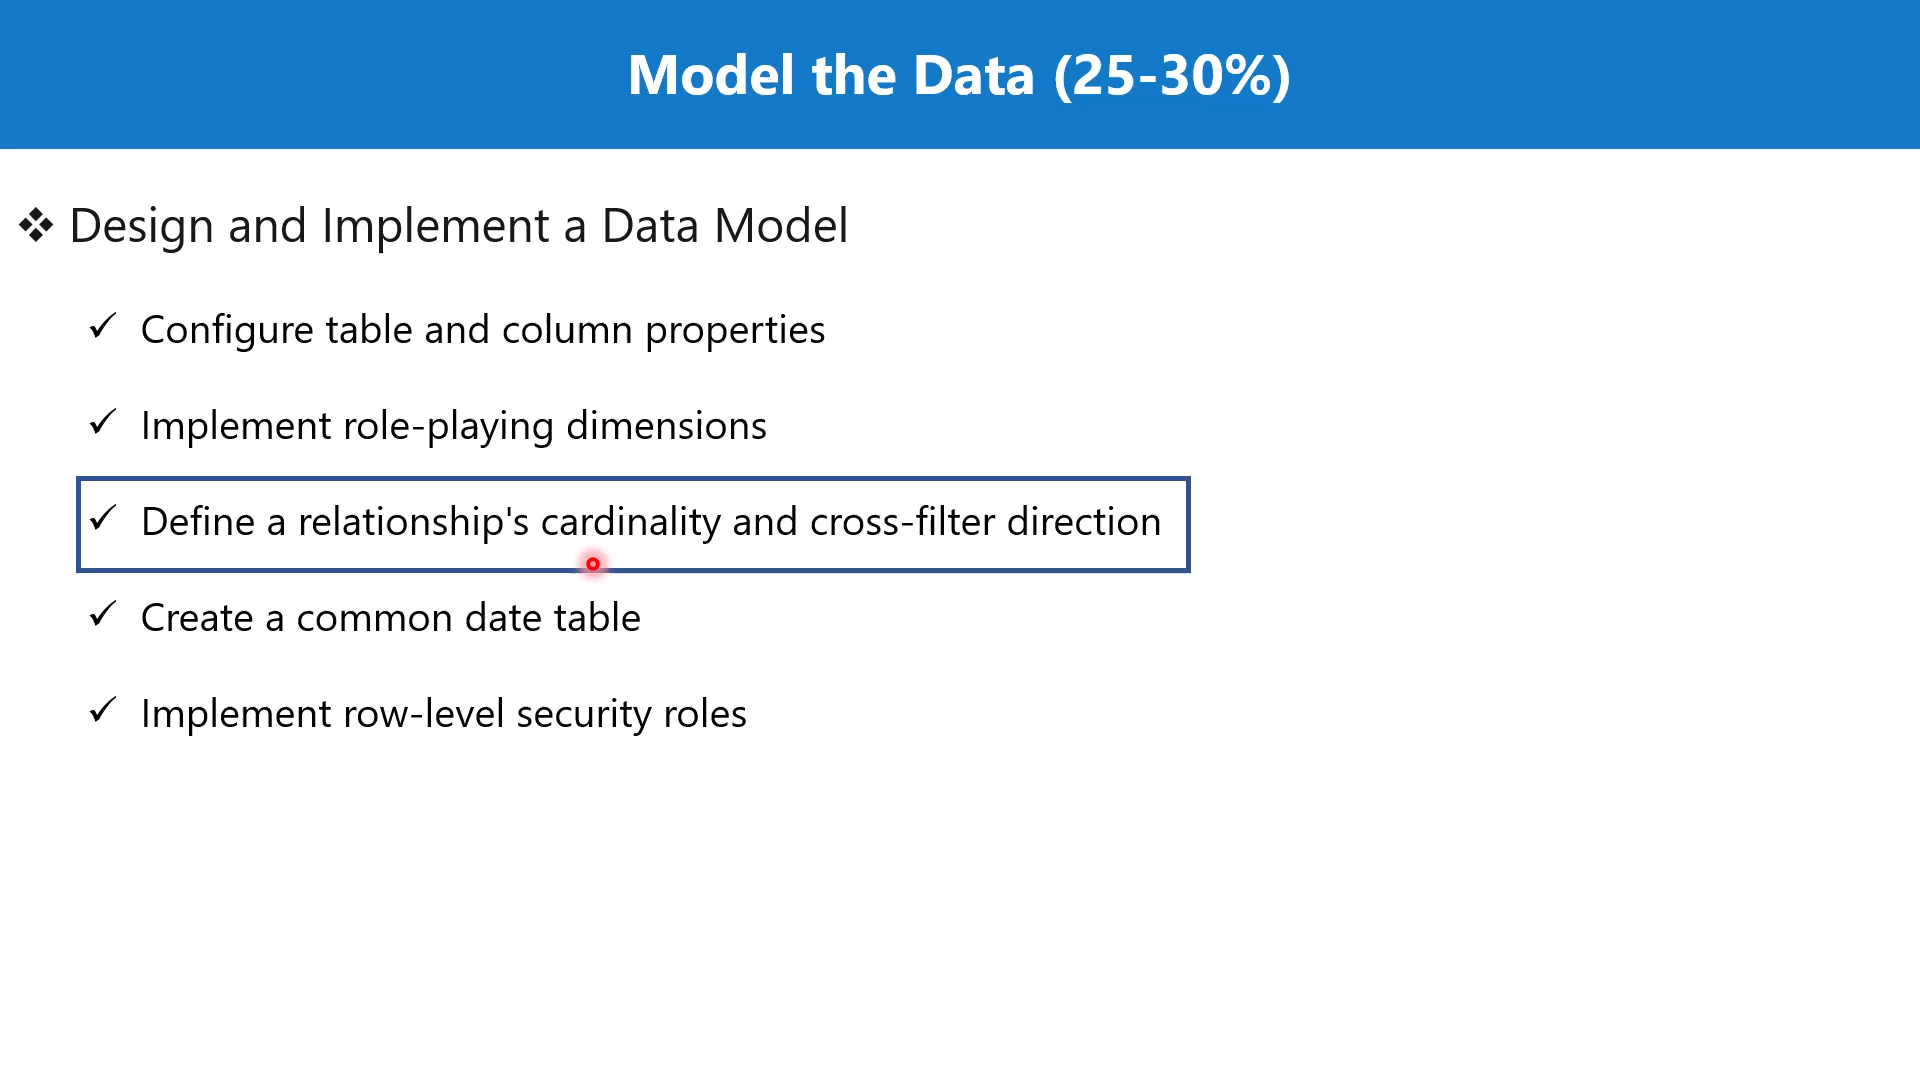 Model the Data (25-30%)
❖ Design and Implement a Data Model
✓ Configure table and column properties
✓ Implement role-playing dimensions
✓ Define a relationship's cardinality and cross-filter direction
✓ Create a common date table
✓ Implement row-level security roles